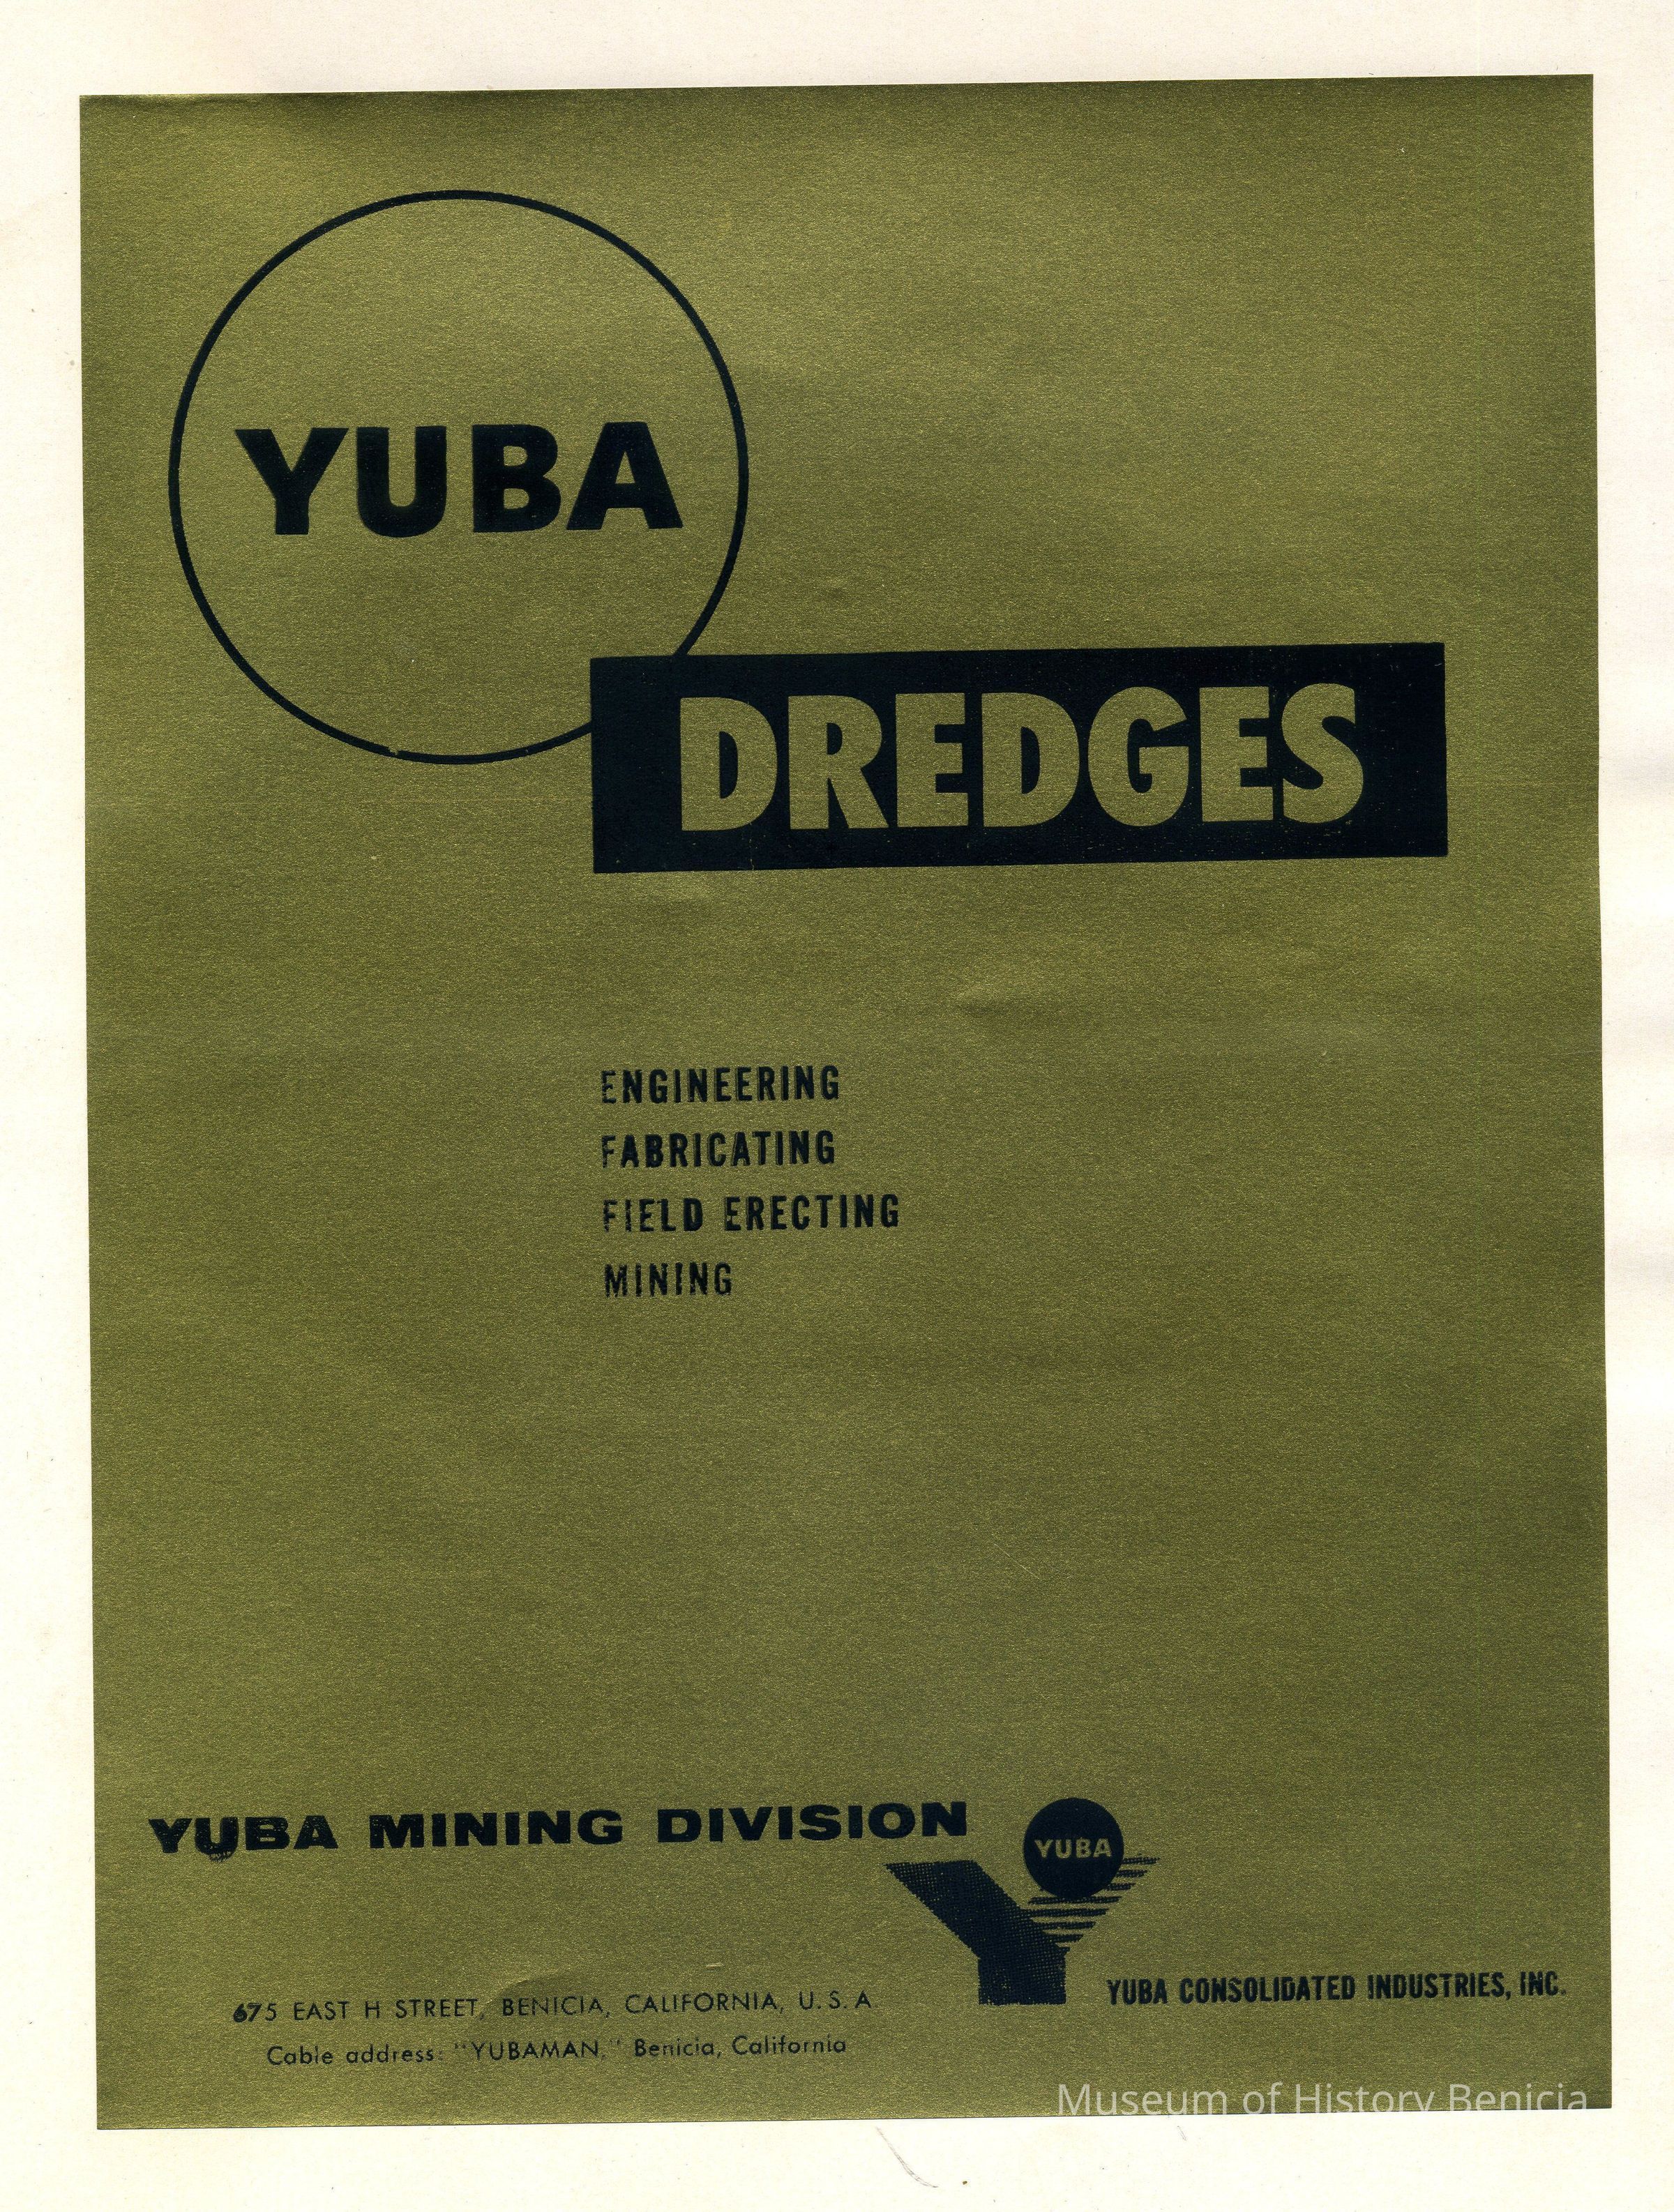 YUBA
DREDGES
ENGINEERING
FABRICATING
FIELD ERECTING
MINING
YUBA MINING DIVISION
YUBA
YUBA CONSOLIDATED INDUSTRIES, INC.
675 EAST H STREET, BENICIA, CALIFORNIA, U.S.A
Cable address: "YUBAMAN," Benicia, California
Museum of History Benicia